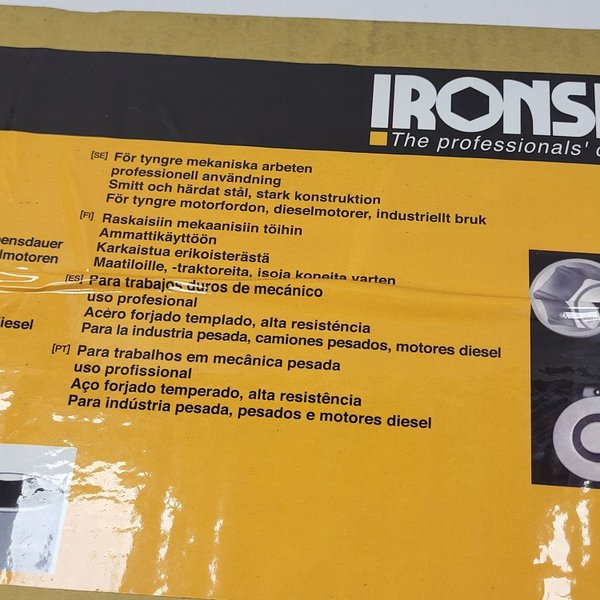 IRONS
The professionals'
[SE] För tyngre mekaniska arbeten
professionell användning
Smitt och härdat stål, stark konstruktion
För tyngre motorfordon, dieselmotorer, industriellt bruk
[FI] Raskaisiin mekaanisiin töihin
Ammattikäyttöön
Karkaistua erikoisterästä
Maatiloille, -traktoreita, isoja koneita varten
[ES] Para trabajos duros de mecánico
uso profesional
Acéro forjado templado, alta resisténcia
Para la industria pesada, camiones pesados, motores diesel
[PT] Para trabalhos em mecânica pesada
uso profissional
Aço forjado temperado, alta resistência
Para indústria pesada, pesados e motores diesel